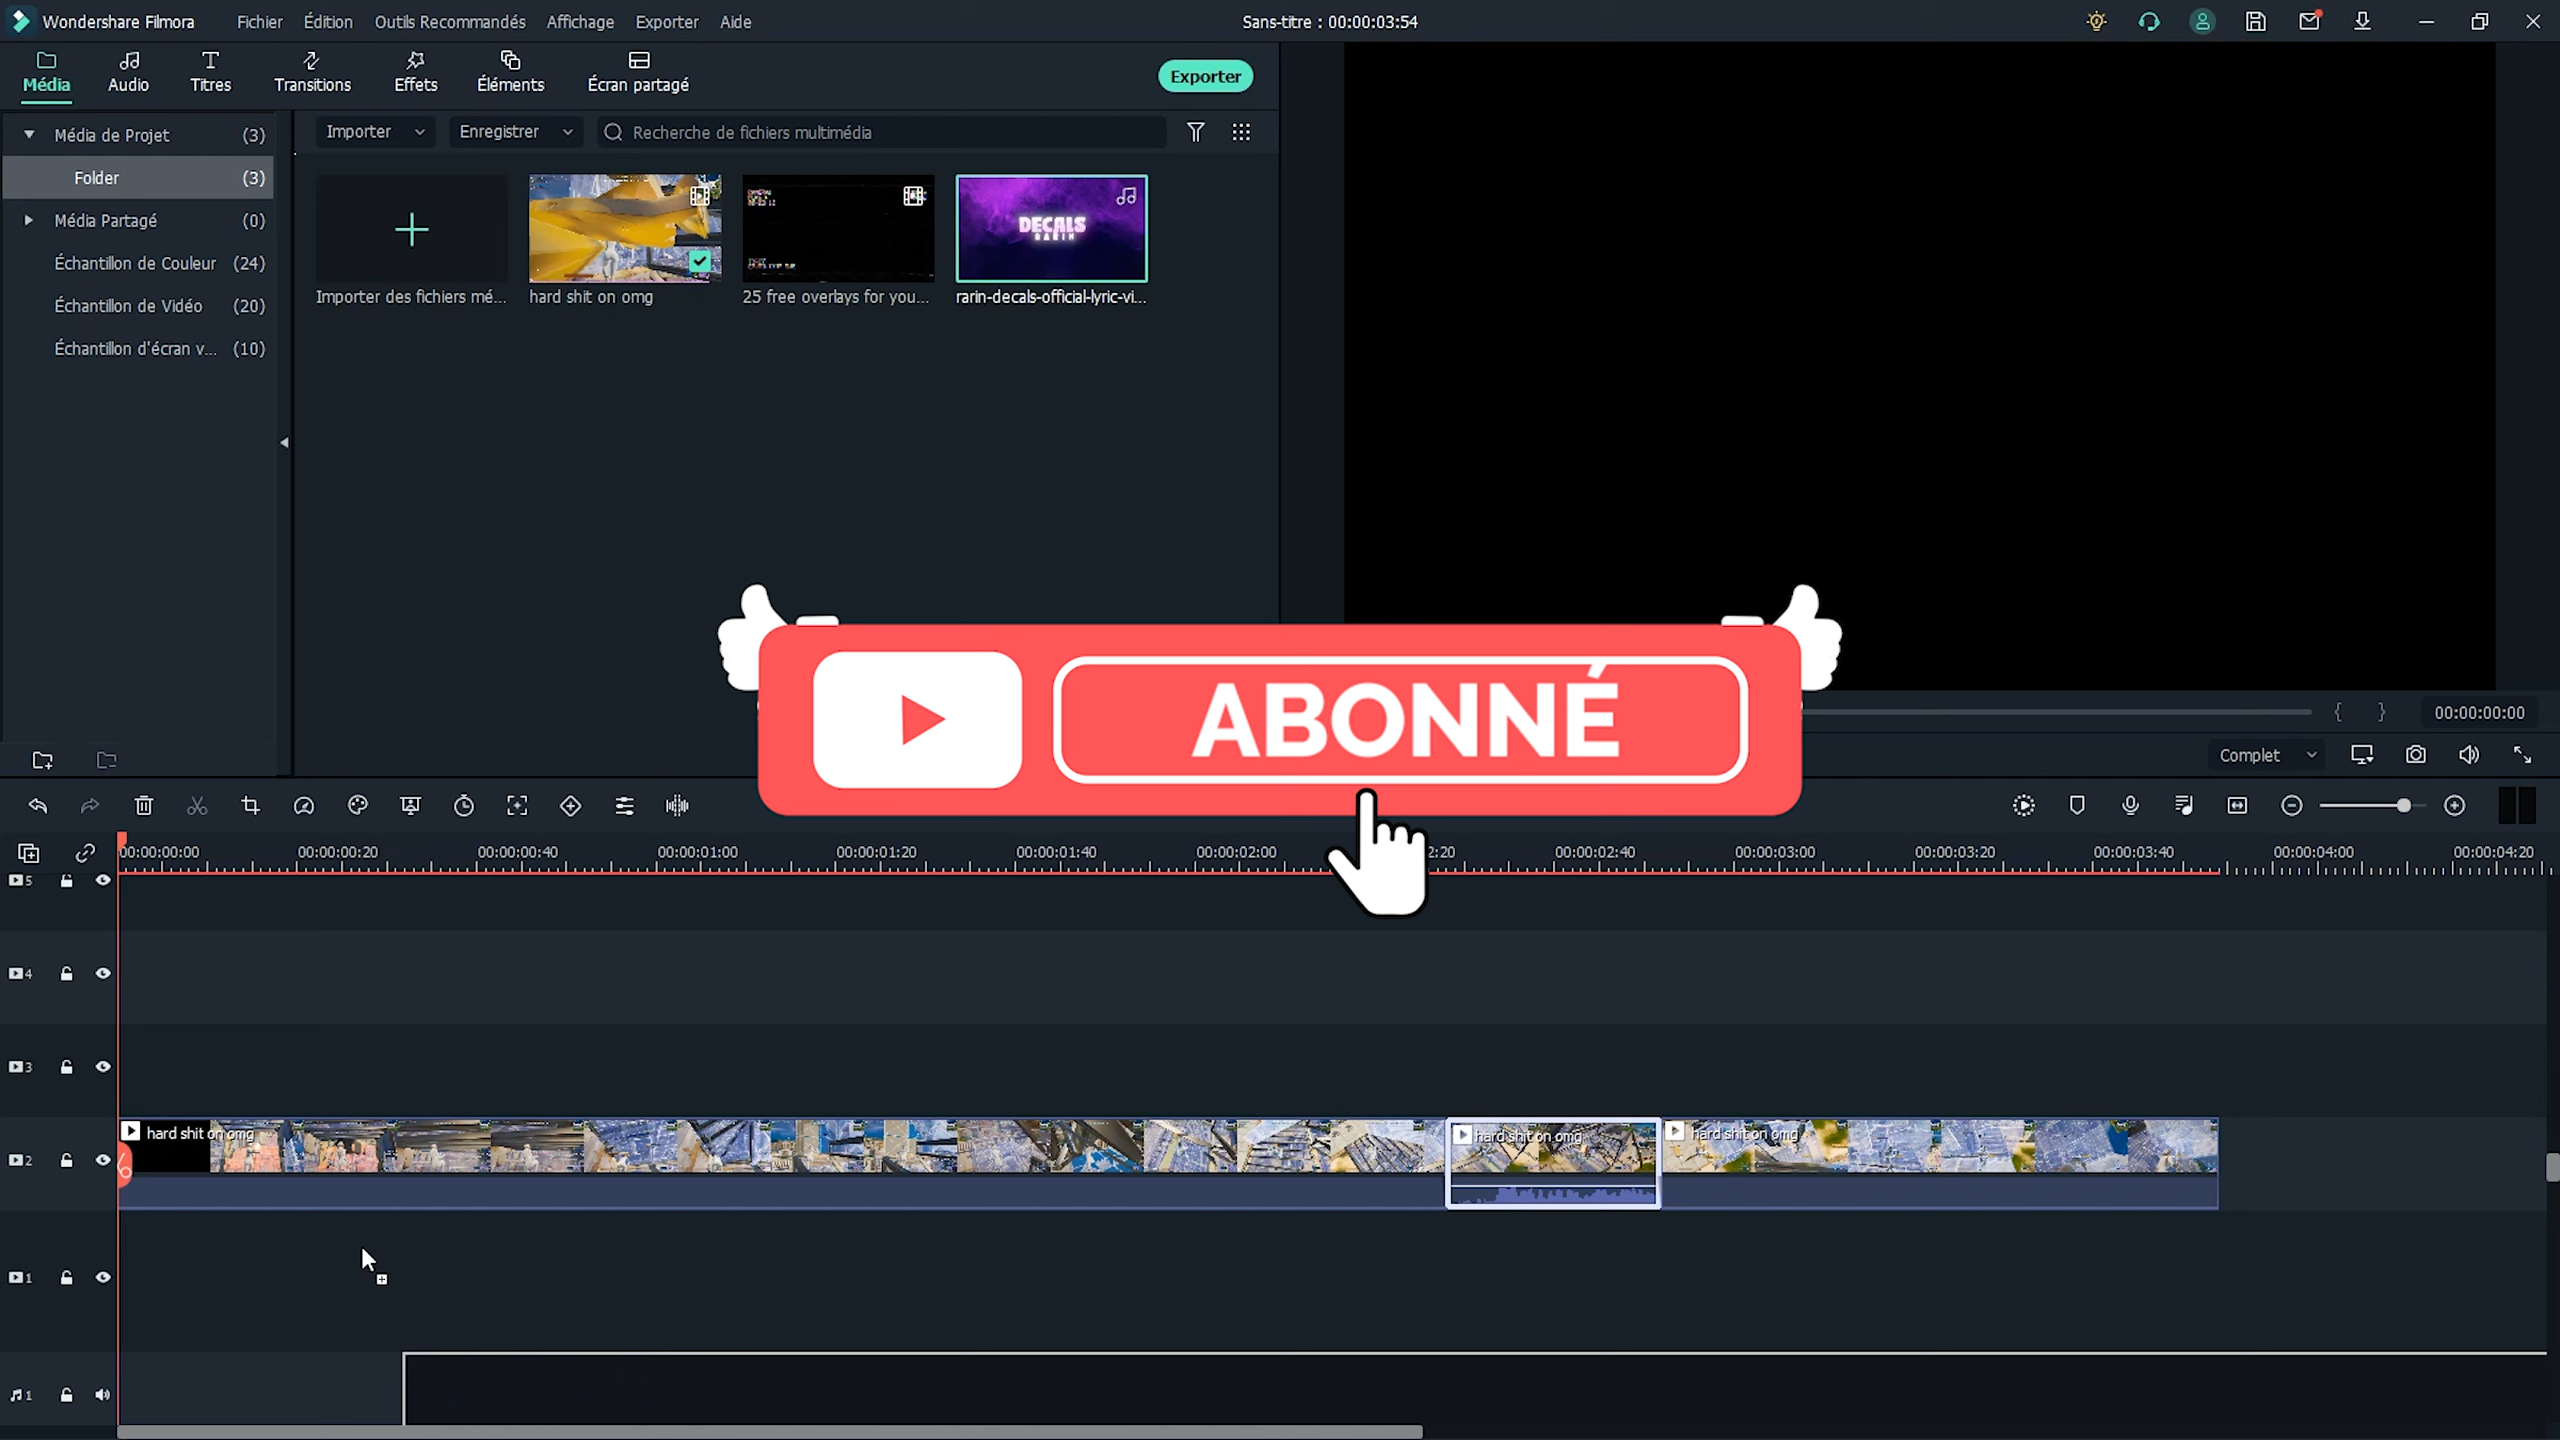 Wondershare Filmora Fichier Édition Outils Recommandés Affichage Exporter Aide Sans-titre : 00:00:03:54
Média Audio Titres Transitions Effets Éléments Écran partagé Exporter
Média de Projet (3)
Folder (3)
Média Partagé (0)
Échantillon de Couleur (24)
Échantillon de Vidéo (20)
Échantillon d'écran v... (10)
Importer Enregistrer Recherche de fichiers multimédia
DECALS
RARIN
Importer des fichiers mé... hard shit on omg 25 free overlays for you... rarin-decals-official-lyric-vi...
ABONNÉ
{ } 00:00:00:00
Complet
00:00:00:00 00:00:00:20 00:00:00:40 00:00:01:00 00:00:01:20 00:00:01:40 00:00:02:00 2:20 00:00:02:40 00:00:03:00 00:00:03:20 00:00:03:40 00:00:04:00 00:00:04:20
5
4
3
hard shit on omg hard shit on omg hard shit on omg
2
1
1